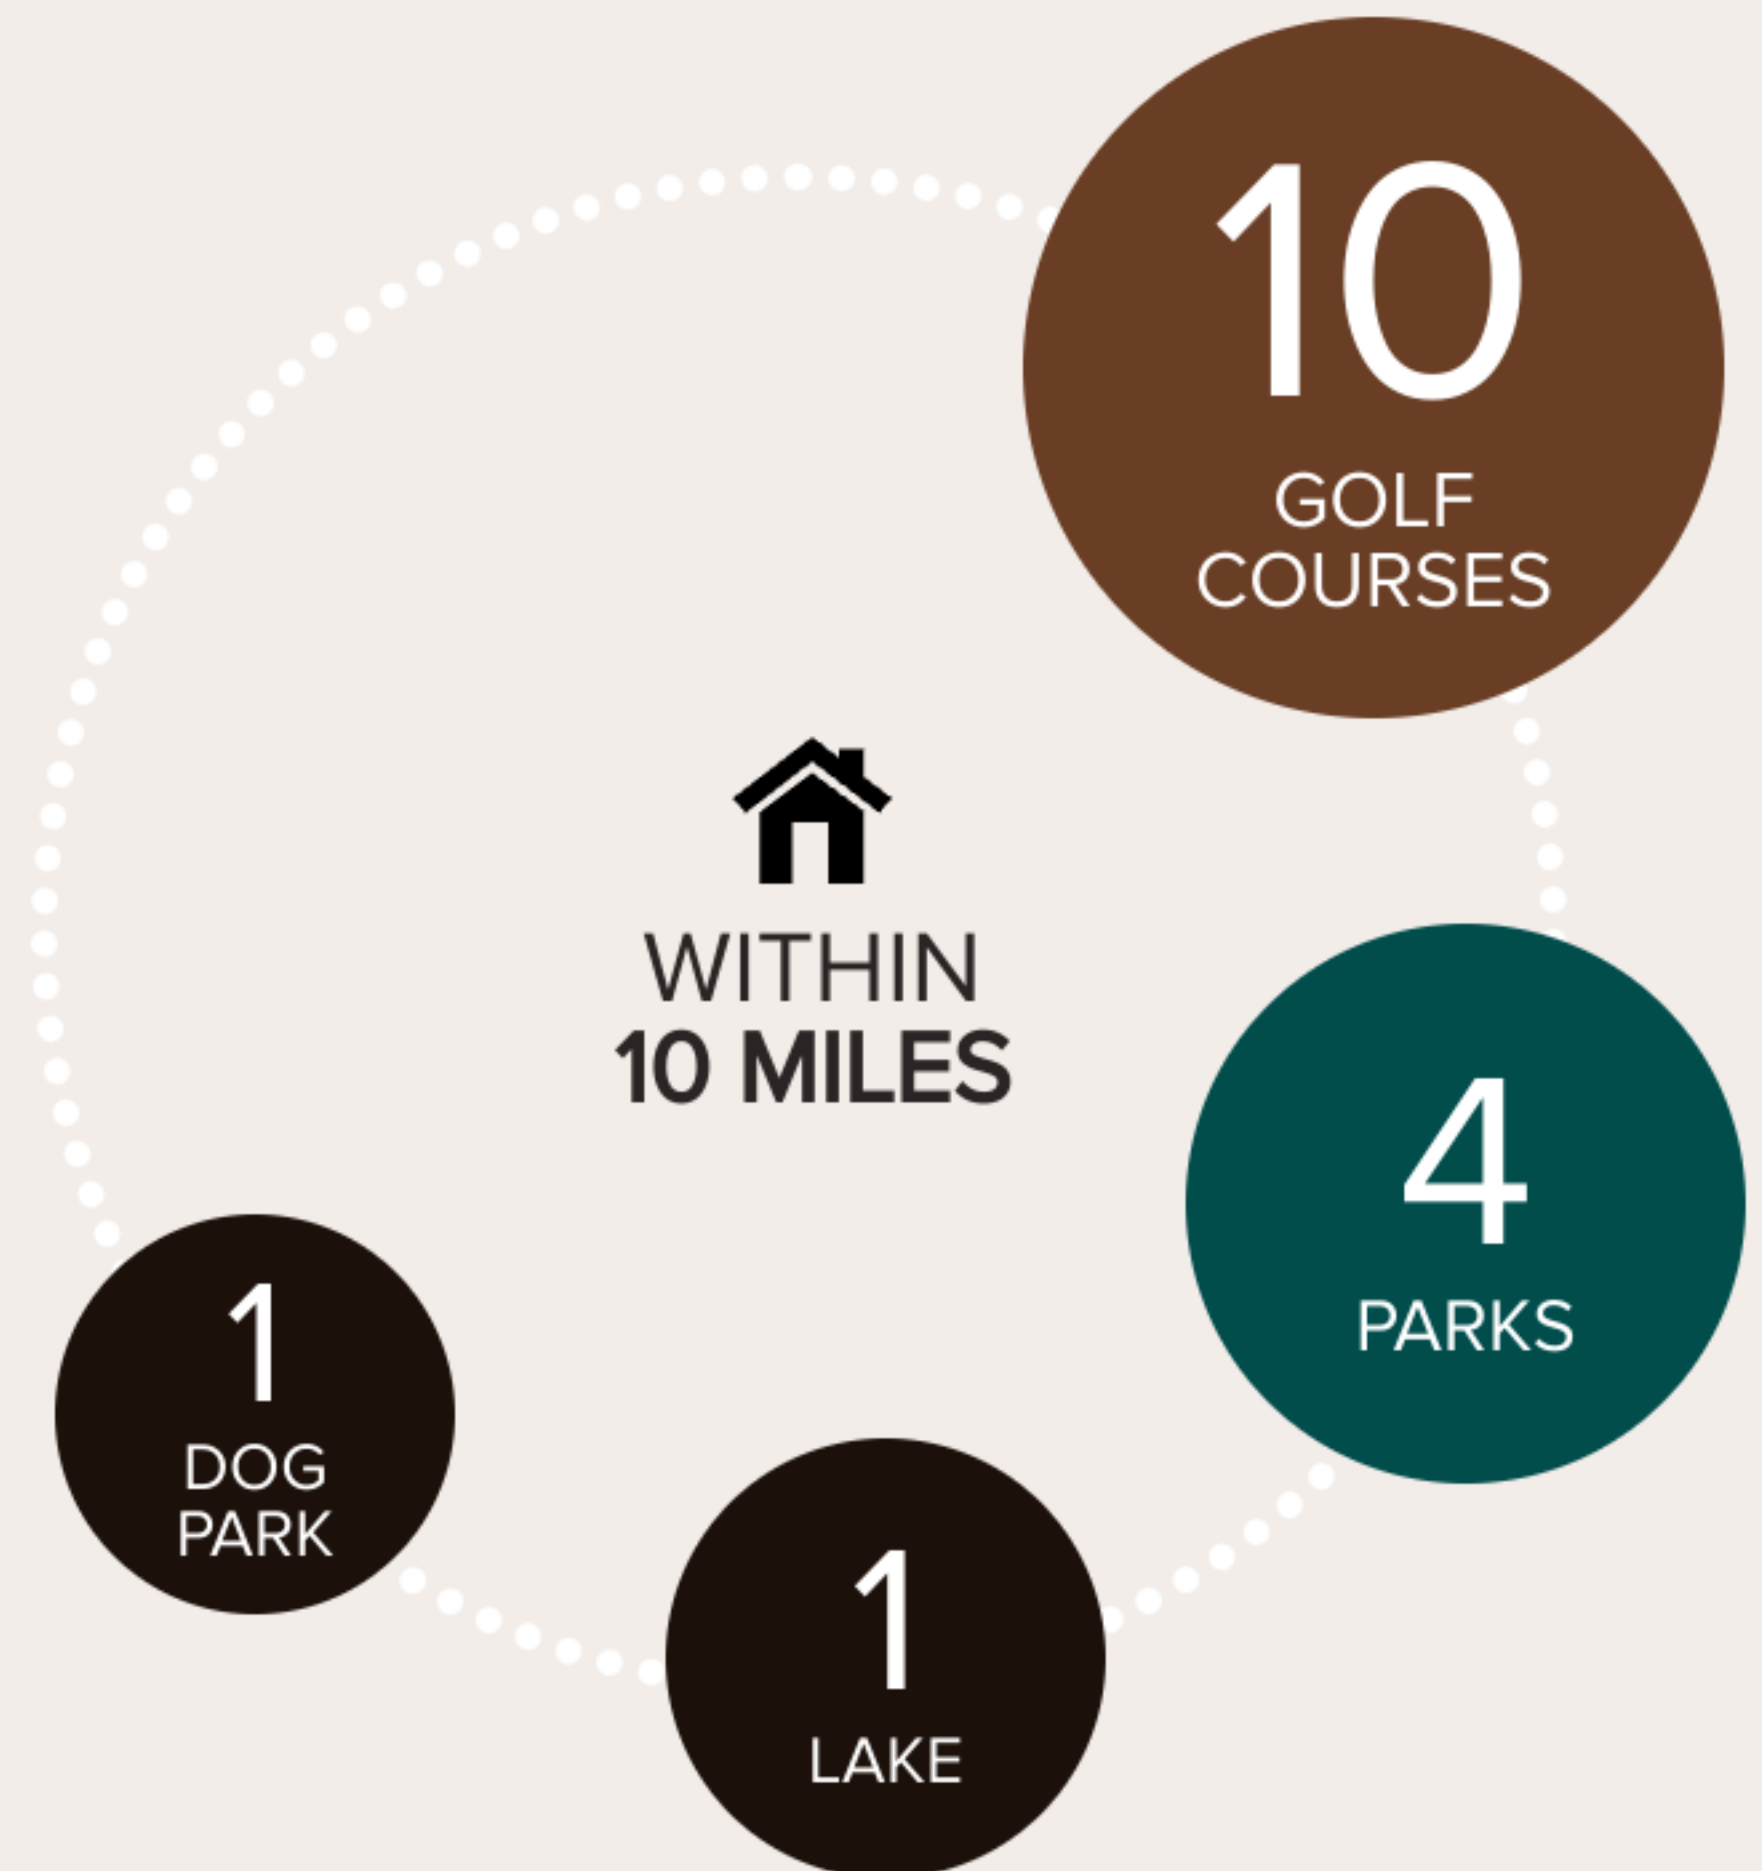 10
GOLF
COURSES
WITHIN
10 MILES
4
PARKS
1
DOG
PARK
1
LAKE